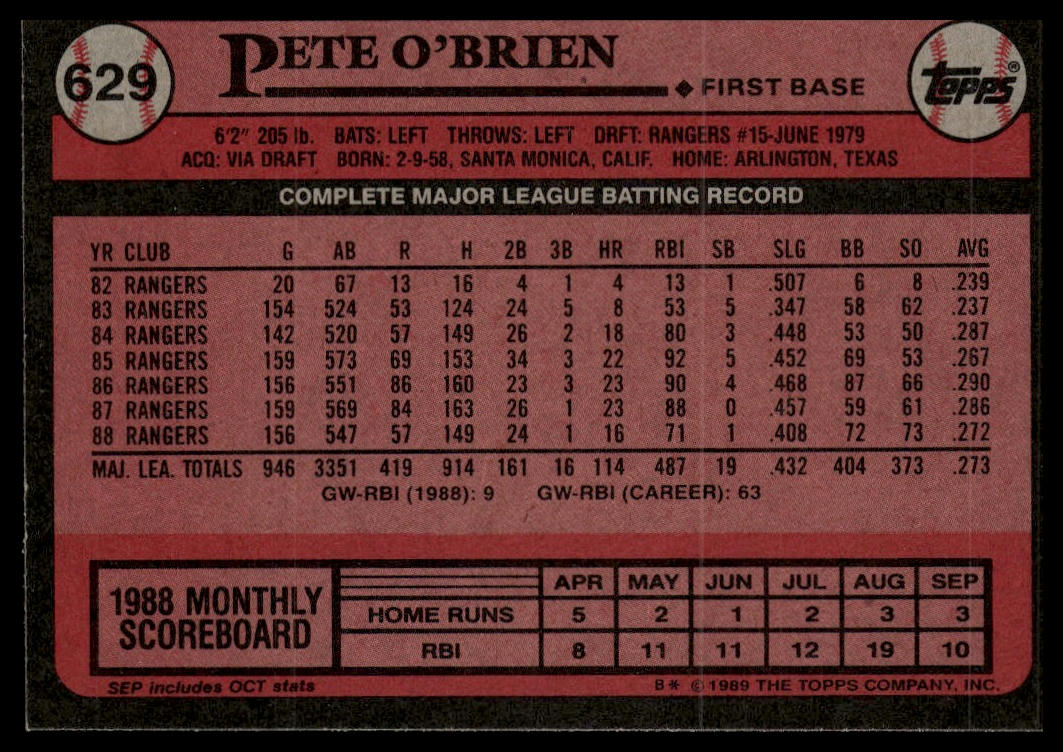 629
PETE O'BRIEN
◆ FIRST BASE
Topps®
6'2" 205 lb. BATS: LEFT THROWS: LEFT DRFT: RANGERS #15-JUNE 1979
ACQ: VIA DRAFT BORN: 2-9-58, SANTA MONICA, CALIF. HOME: ARLINGTON, TEXAS
COMPLETE MAJOR LEAGUE BATTING RECORD
YR CLUB G AB R H 2B 3B HR RBI SB SLG BB SO AVG
82 RANGERS 20 67 13 16 4 1 4 13 1 .507 6 8 .239
83 RANGERS 154 524 53 124 24 5 8 53 5 .347 58 62 .237
84 RANGERS 142 520 57 149 26 2 18 80 3 .448 53 50 .287
85 RANGERS 159 573 69 153 34 3 22 92 5 .452 69 53 .267
86 RANGERS 156 551 86 160 23 3 23 90 4 .468 87 66 .290
87 RANGERS 159 569 84 163 26 1 23 88 0 .457 59 61 .286
88 RANGERS 156 547 57 149 24 1 16 71 1 .408 72 73 .272
MAJ. LEA. TOTALS 946 3351 419 914 161 16 114 487 19 .432 404 373 .273
GW-RBI (1988): 9 GW-RBI (CAREER): 63
1988 MONTHLY
SCOREBOARD
APR MAY JUN JUL AUG SEP
HOME RUNS 5 2 1 2 3 3
RBI 8 11 11 12 19 10
SEP includes OCT stats
B* © 1989 THE TOPPS COMPANY, INC.